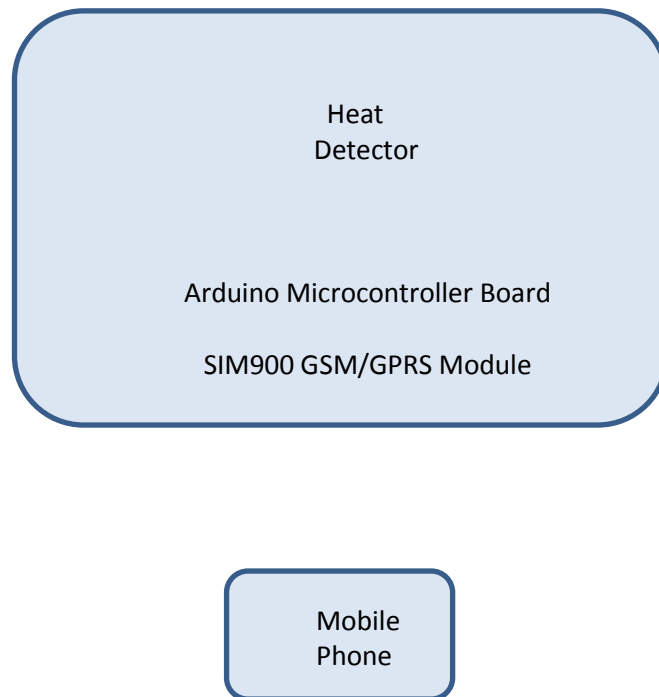 Heat
Detector
Arduino Microcontroller Board
SIM900 GSM/GPRS Module
Mobile
Phone